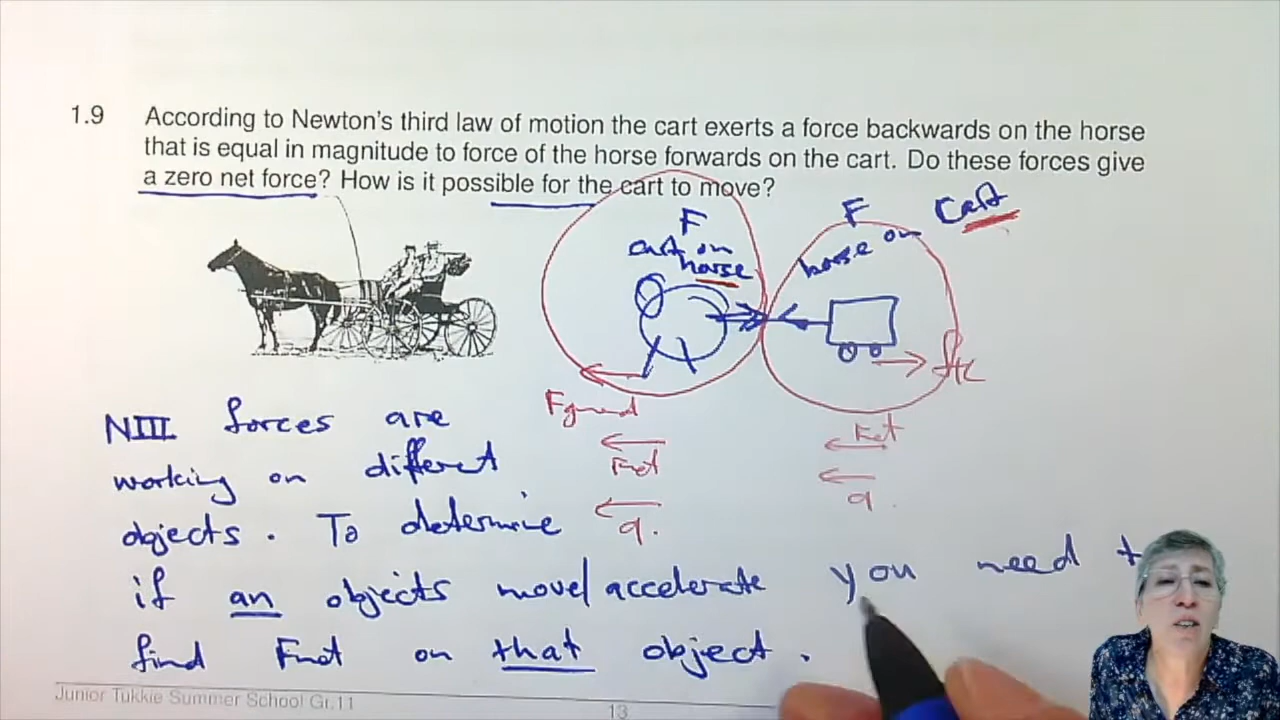 1.9 According to Newton's third law of motion the cart exerts a force backwards on the horse
that is equal in magnitude to force of the horse forwards on the cart. Do these forces give
a zero net force? How is it possible for the cart to move?
F
cart on
horse
F
horse on Cart
Fground
Fnet
a.
Fnet
a.
NIII forces are
working on different
objects. To determine
if an objects move/accelerate you need
find Fnet on that object.
Junior Tukkie Summer School Gr.11
13